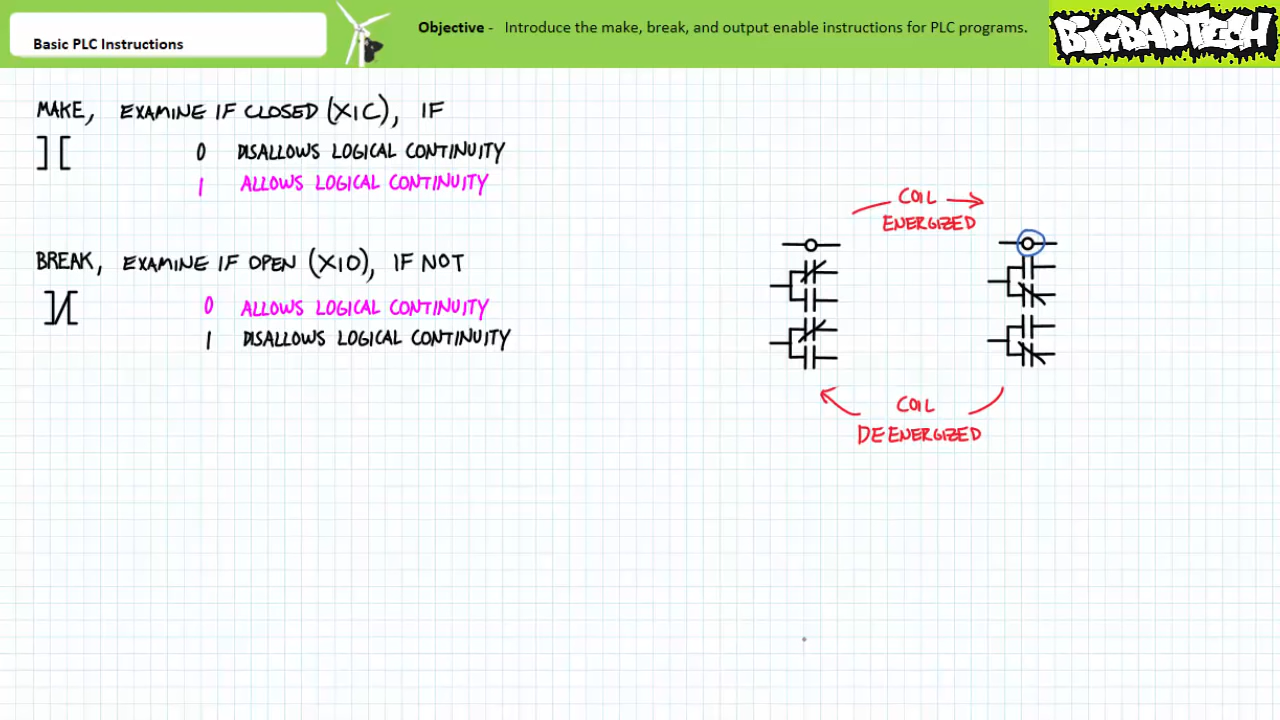 Basic PLC Instructions
Objective - Introduce the make, break, and output enable instructions for PLC programs.
BIGBADTECH
MAKE, EXAMINE IF CLOSED (XIC), IF
0 DISALLOWS LOGICAL CONTINUITY
1 ALLOWS LOGICAL CONTINUITY
BREAK, EXAMINE IF OPEN (XIO), IF NOT
0 ALLOWS LOGICAL CONTINUITY
1 DISALLOWS LOGICAL CONTINUITY
COIL
ENERGIZED
COIL
DEENERGIZED